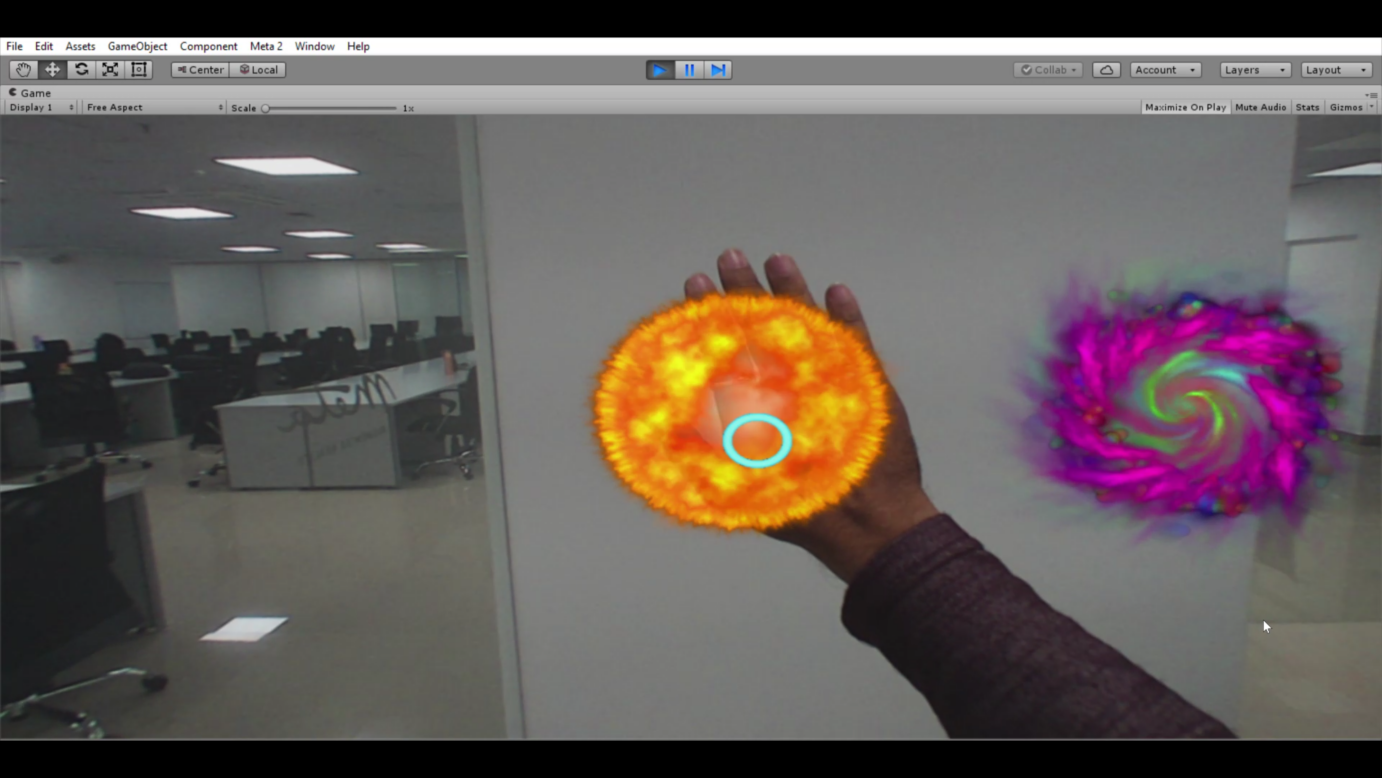 File Edit Assets GameObject Component Meta 2 Window Help
Center Local Collab Account Layers Layout
Game
Display 1 Free Aspect Scale 1x Maximize On Play Mute Audio Stats Gizmos
Meta